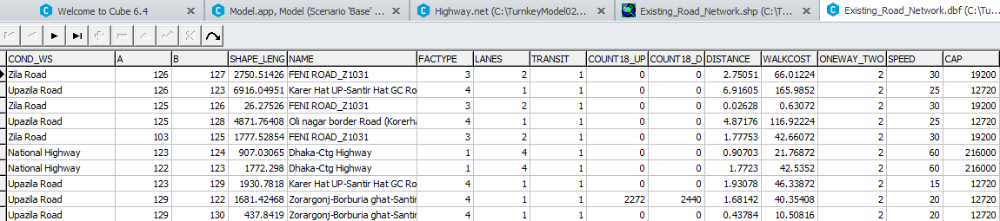 Welcome to Cube 6.4 Model.app, Model (Scenario 'Base' ... Highway.net (C:\TurnkeyModel02... Existing_Road_Network.shp (C:\T... Existing_Road_Network.dbf (C:\Tu...
COND_WS A B SHAPE_LENG NAME FACTYPE LANES TRANSIT COUNT18_UP COUNT18_D DISTANCE WALKCOST ONEWAY_TWO SPEED CAP
Zila Road 126 127 2750.51426 FENI ROAD_Z1031 3 2 1 0 0 2.75051 66.01224 2 30 19200
Upazila Road 126 123 6916.04951 Karer Hat UP-Santir Hat GC Ro 4 1 1 0 0 6.91605 165.9852 2 25 12720
Zila Road 125 126 26.27526 FENI ROAD_Z1031 3 2 1 0 0 0.02628 0.63072 2 30 19200
Upazila Road 125 128 4871.76408 Oli nagar border Road (Korerha 4 1 1 0 0 4.87176 116.92224 2 25 12720
Zila Road 103 125 1777.52854 FENI ROAD_Z1031 3 2 1 0 0 1.77753 42.66072 2 30 19200
National Highway 123 124 907.03065 Dhaka-Ctg Highway 1 4 1 0 0 0.90703 21.76872 2 60 216000
National Highway 122 123 1772.298 Dhaka-Ctg Highway 1 4 1 0 0 1.7723 42.5352 2 60 216000
Upazila Road 123 129 1930.7818 Karer Hat UP-Santir Hat GC Ro 4 1 1 0 0 1.93078 46.33872 2 15 12720
Upazila Road 129 122 1681.42468 Zorargonj-Borburia ghat-Santir 4 1 1 2272 2440 1.68142 40.35408 2 20 12720
Upazila Road 129 130 437.8419 Zorargonj-Borburia ghat-Santir 4 1 1 0 0 0.43784 10.50816 2 20 12720